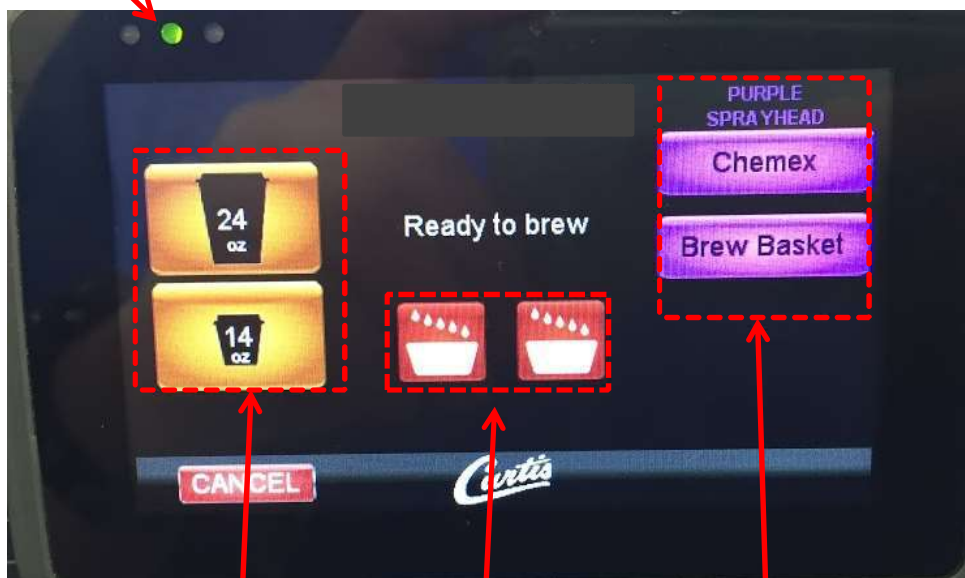 PURPLE
SPRAYHEAD
Chemex
24
oz
Ready to brew
Brew Basket
14
oz
CANCEL
Curtis